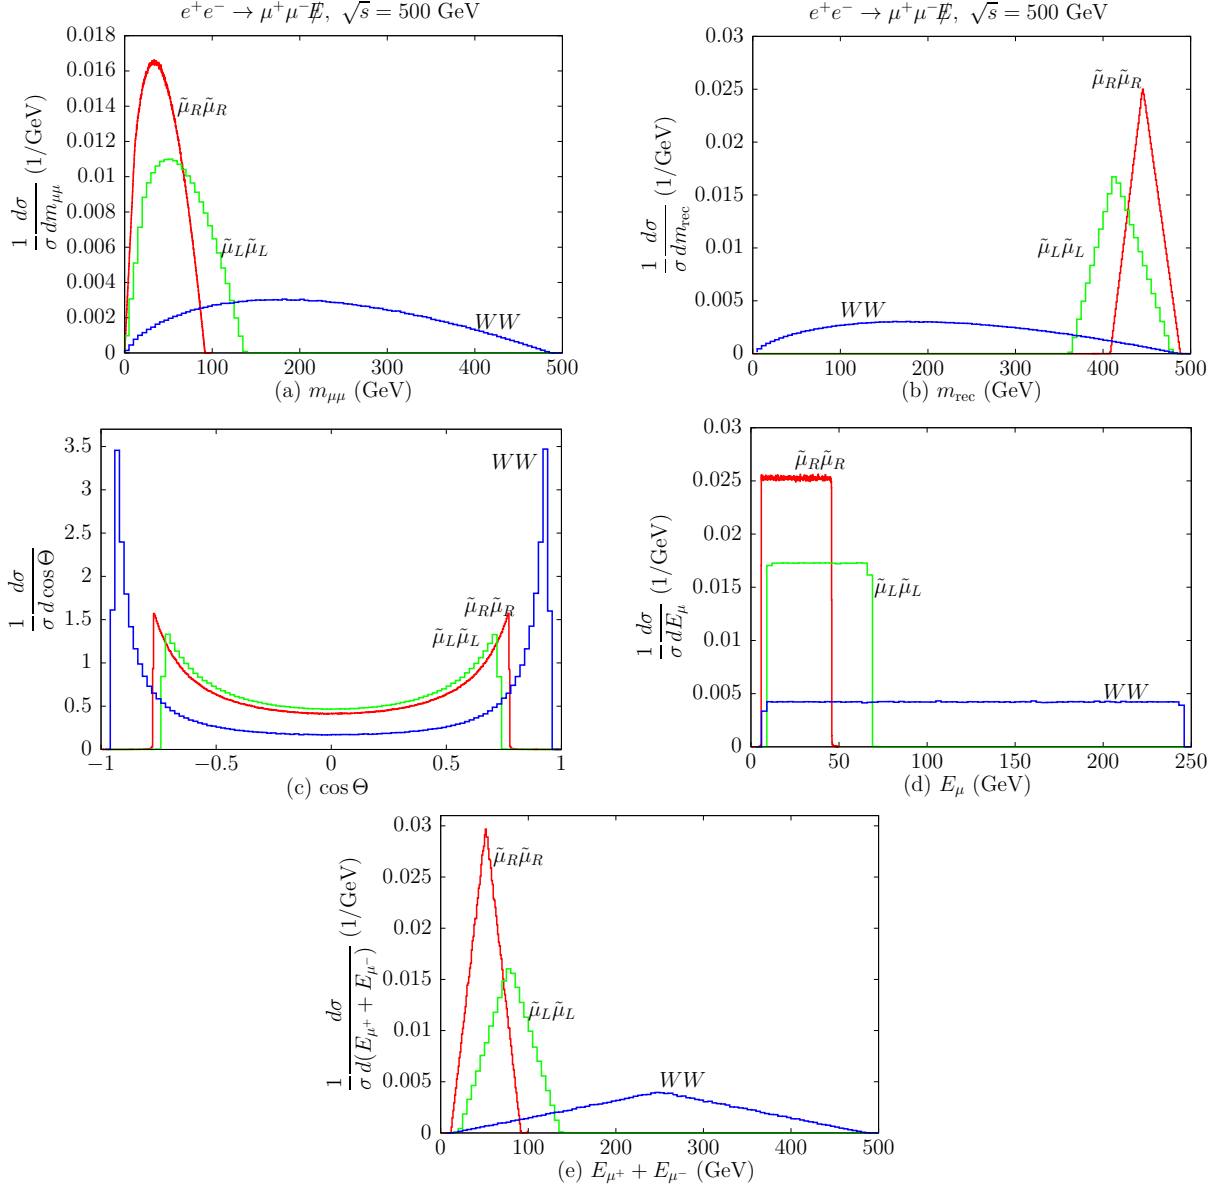 e⁺e⁻ → μ⁺μ⁻E̸, √s = 500 GeV
e⁺e⁻ → μ⁺μ⁻E̸, √s = 500 GeV
0.018
0.016
0.014
0.012
0.01
0.008
0.006
0.004
0.002
0
1/σ dσ/dm_μμ (1/GeV)
μ̃_Rμ̃_R
μ̃_Lμ̃_L
WW
0 100 200 300 400 500
(a) m_μμ (GeV)
0.03
0.025
0.02
0.015
0.01
0.005
0
1/σ dσ/dm_rec (1/GeV)
μ̃_Rμ̃_R
μ̃_Lμ̃_L
WW
0 100 200 300 400 500
(b) m_rec (GeV)
3.5
3
2.5
2
1.5
1
0.5
0
1/σ dσ/d cos Θ
WW
μ̃_Rμ̃_R
μ̃_Lμ̃_L
−1 −0.5 0 0.5 1
(c) cos Θ
0.03
0.025
0.02
0.015
0.01
0.005
0
1/σ dσ/dE_μ (1/GeV)
μ̃_Rμ̃_R
μ̃_Lμ̃_L
WW
0 50 100 150 200 250
(d) E_μ (GeV)
0.03
0.025
0.02
0.015
0.01
0.005
0
1/σ dσ/d(E_μ⁺ + E_μ⁻) (1/GeV)
μ̃_Rμ̃_R
μ̃_Lμ̃_L
WW
0 100 200 300 400 500
(e) E_μ⁺ + E_μ⁻ (GeV)